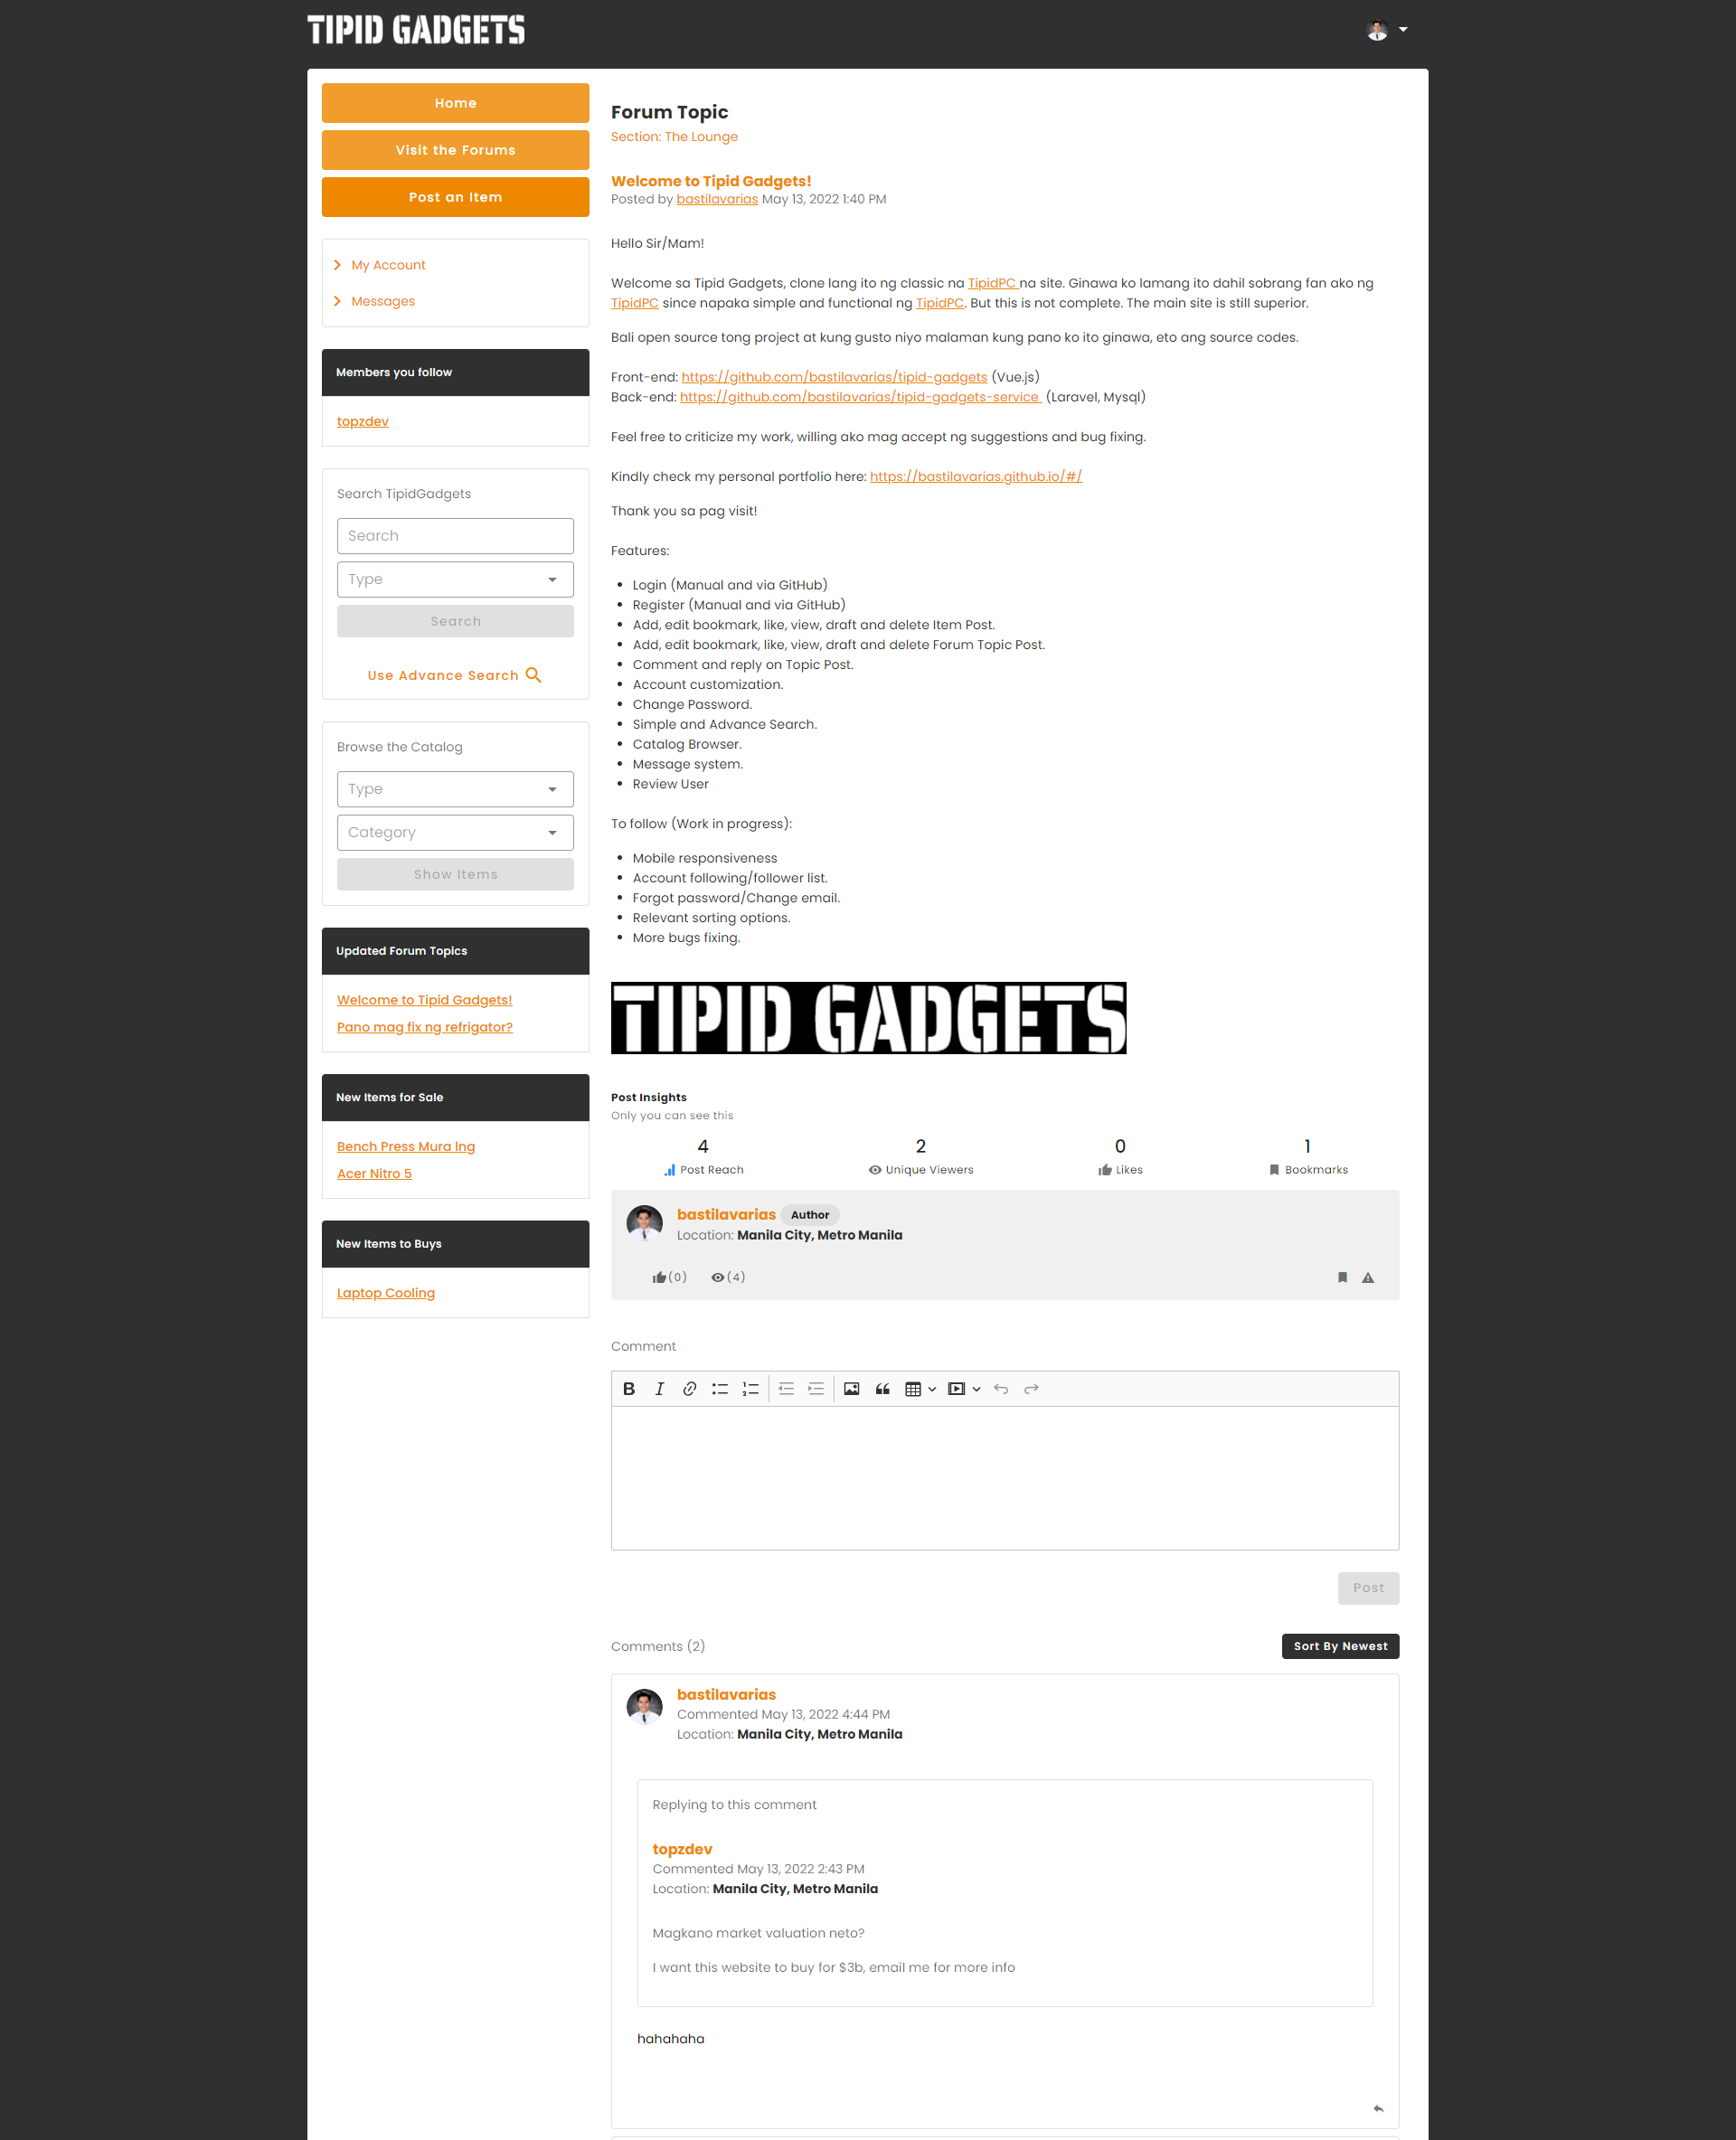 TIPID GADGETS
Home
Visit the Forums
Post an Item
My Account
Messages
Members you follow
topzdev
Search TipidGadgets
Search
Type
Search
Use Advance Search
Browse the Catalog
Type
Category
Show Items
Updated Forum Topics
Welcome to Tipid Gadgets!
Pano mag fix ng refrigator?
New Items for Sale
Bench Press Mura lng
Acer Nitro 5
New Items to Buys
Laptop Cooling
Forum Topic
Section: The Lounge
Welcome to Tipid Gadgets!
Posted by bastilavarias May 13, 2022 1:40 PM
Hello Sir/Mam!
Welcome sa Tipid Gadgets, clone lang ito ng classic na TipidPC na site. Ginawa ko lamang ito dahil sobrang fan ako ng
TipidPC since napaka simple and functional ng TipidPC. But this is not complete. The main site is still superior.
Bali open source tong project at kung gusto niyo malaman kung pano ko ito ginawa, eto ang source codes.
Front-end: https://github.com/bastilavarias/tipid-gadgets (Vue.js)
Back-end: https://github.com/bastilavarias/tipid-gadgets-service (Laravel, Mysql)
Feel free to criticize my work, willing ako mag accept ng suggestions and bug fixing.
Kindly check my personal portfolio here: https://bastilavarias.github.io/#/
Thank you sa pag visit!
Features:
• Login (Manual and via GitHub)
• Register (Manual and via GitHub)
• Add, edit bookmark, like, view, draft and delete Item Post.
• Add, edit bookmark, like, view, draft and delete Forum Topic Post.
• Comment and reply on Topic Post.
• Account customization.
• Change Password.
• Simple and Advance Search.
• Catalog Browser.
• Message system.
• Review User
To follow (Work in progress):
• Mobile responsiveness
• Account following/follower list.
• Forgot password/Change email.
• Relevant sorting options.
• More bugs fixing.
TIPID GADGETS
Post Insights
Only you can see this
4 2 0 1
Post Reach Unique Viewers Likes Bookmarks
bastilavarias Author
Location: Manila City, Metro Manila
(0) (4)
Comment
Post
Comments (2) Sort By Newest
bastilavarias
Commented May 13, 2022 4:44 PM
Location: Manila City, Metro Manila
Replying to this comment
topzdev
Commented May 13, 2022 2:43 PM
Location: Manila City, Metro Manila
Magkano market valuation neto?
I want this website to buy for $3b, email me for more info
hahahaha